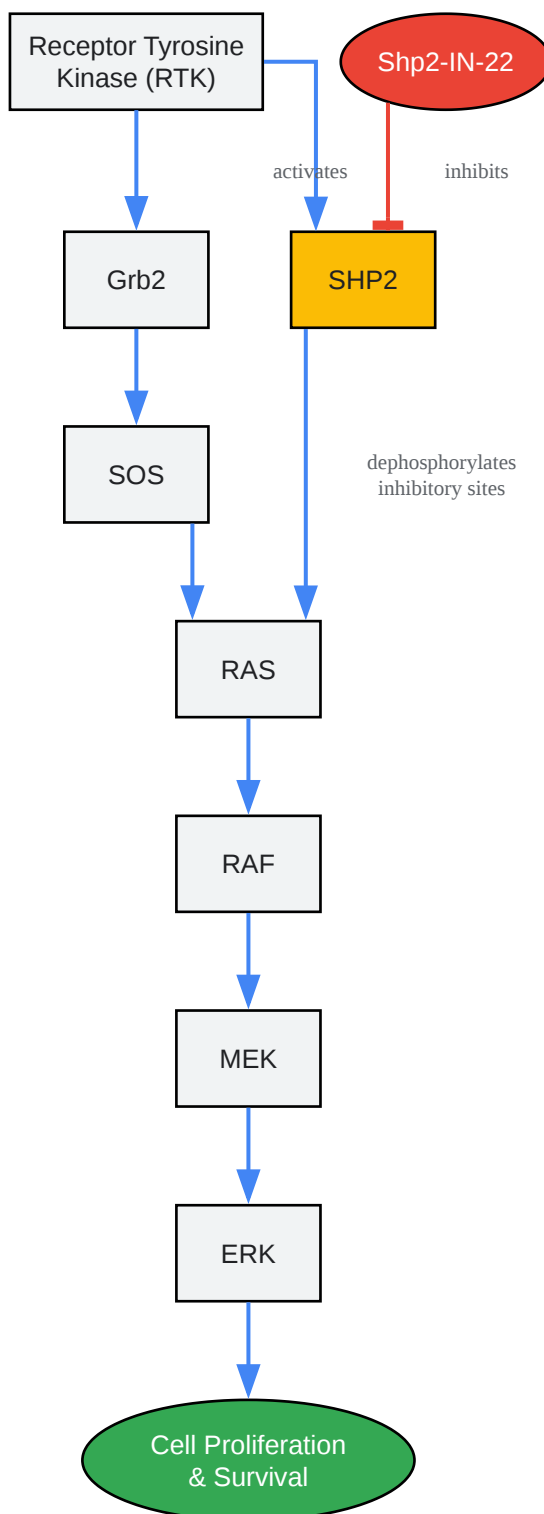 Receptor Tyrosine
Kinase (RTK)
Shp2-IN-22
activates
inhibits
Grb2
SHP2
SOS
dephosphorylates
inhibitory sites
RAS
RAF
MEK
ERK
Cell Proliferation
& Survival